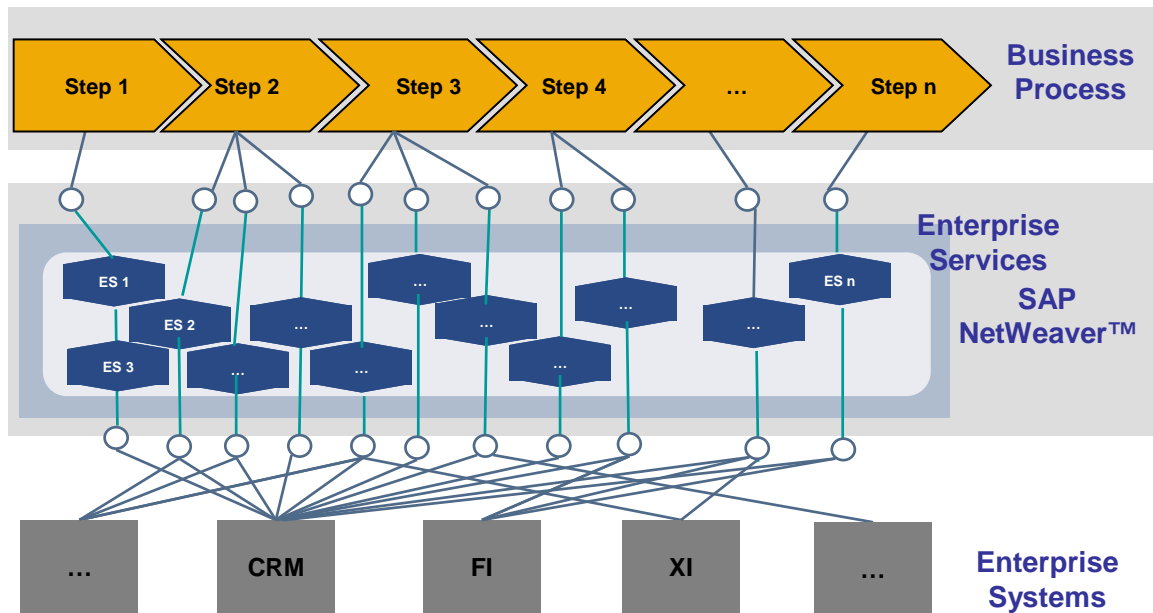 Step 1
Step 2
Step 3
Step 4
…
Step n
Business
Process
Enterprise
Services
SAP
NetWeaver™
ES 1
ES 2
ES 3
…
…
…
…
…
…
…
…
ES n
…
CRM
FI
XI
…
Enterprise
Systems